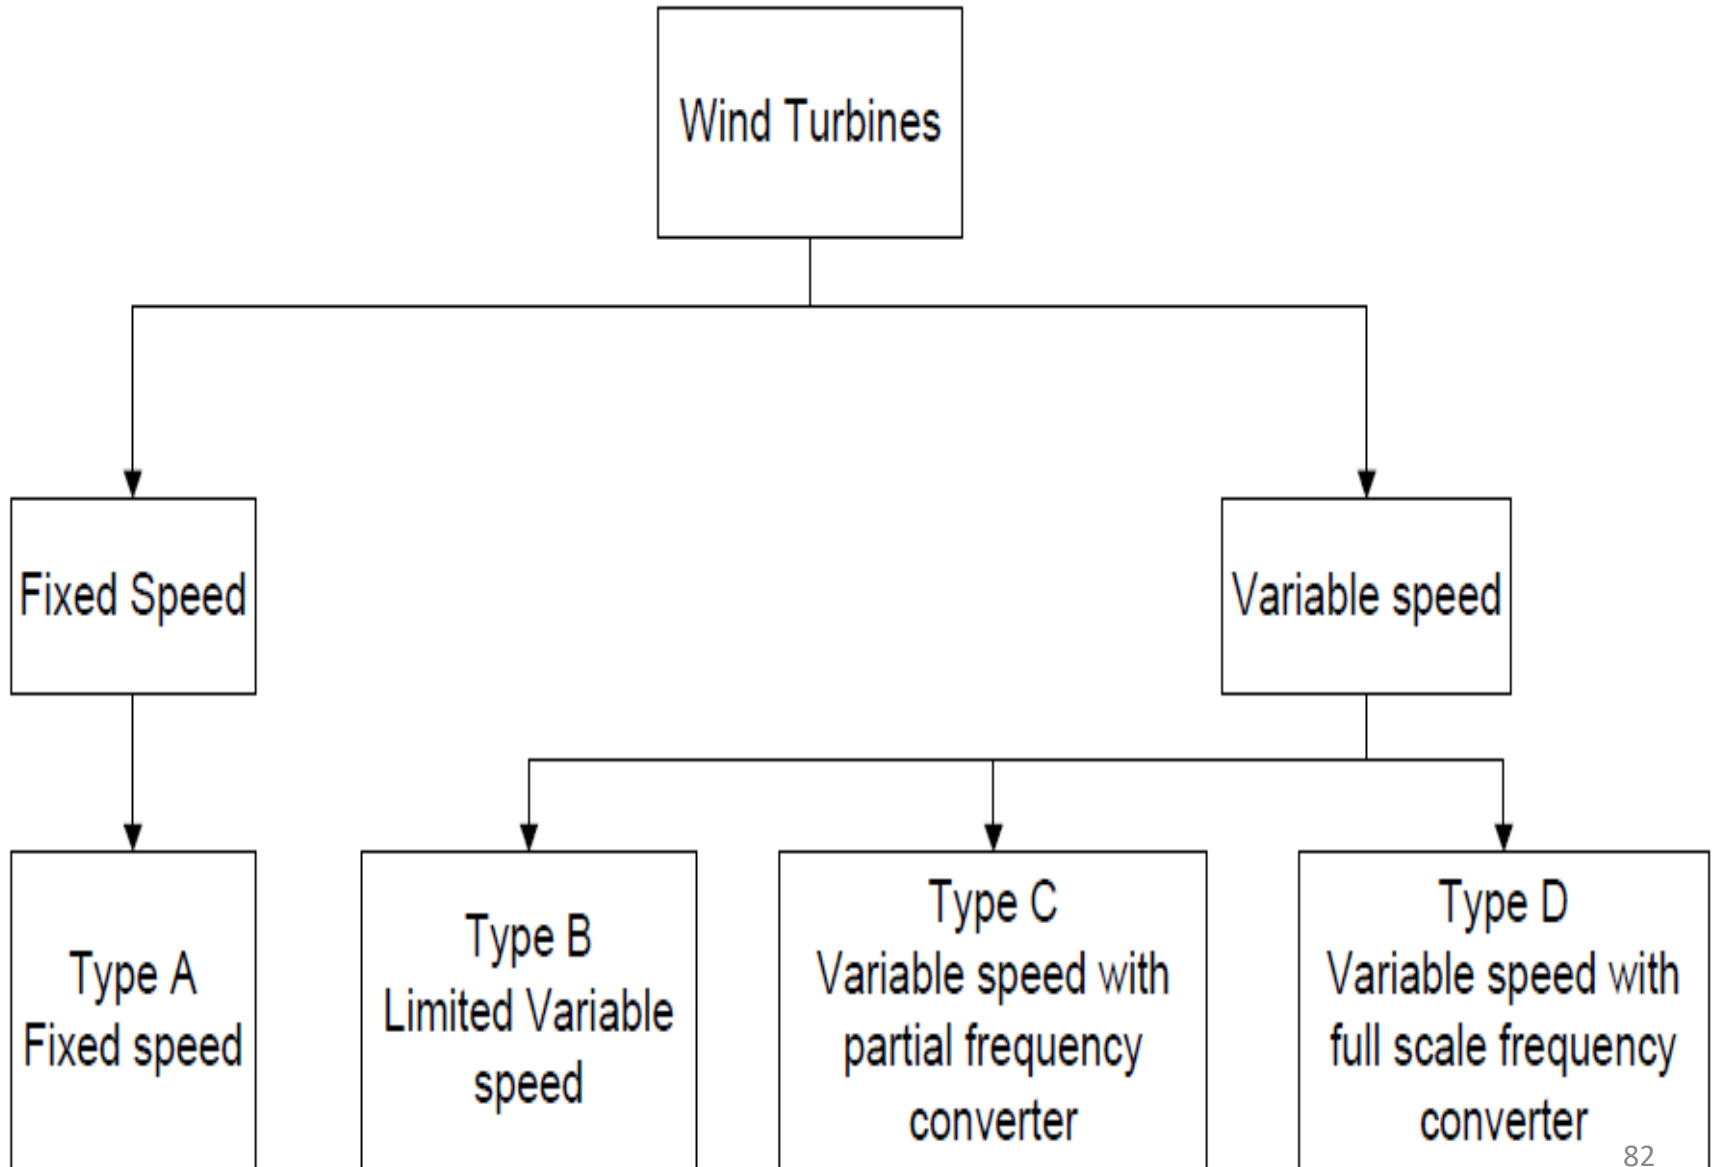 Wind Turbines
Fixed Speed
Variable speed
Type A
Fixed speed
Type B
Limited Variable
speed
Type C
Variable speed with
partial frequency
converter
Type D
Variable speed with
full scale frequency
converter
82